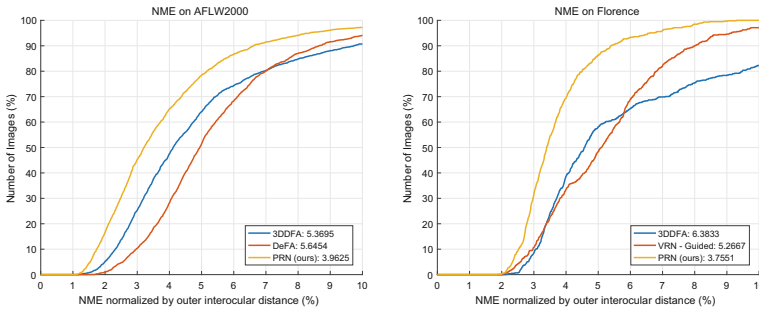 NME on AFLW2000
100
90
80
70
60
50
40
30
20
10
0
Number of Images (%)
3DDFA: 5.3695
DeFA: 5.6454
PRN (ours): 3.9625
0 1 2 3 4 5 6 7 8 9 10
NME normalized by outer interocular distance (%)
NME on Florence
100
90
80
70
60
50
40
30
20
10
0
Number of Images (%)
3DDFA: 6.3833
VRN - Guided: 5.2667
PRN (ours): 3.7551
0 1 2 3 4 5 6 7 8 9 10
NME normalized by outer interocular distance (%)